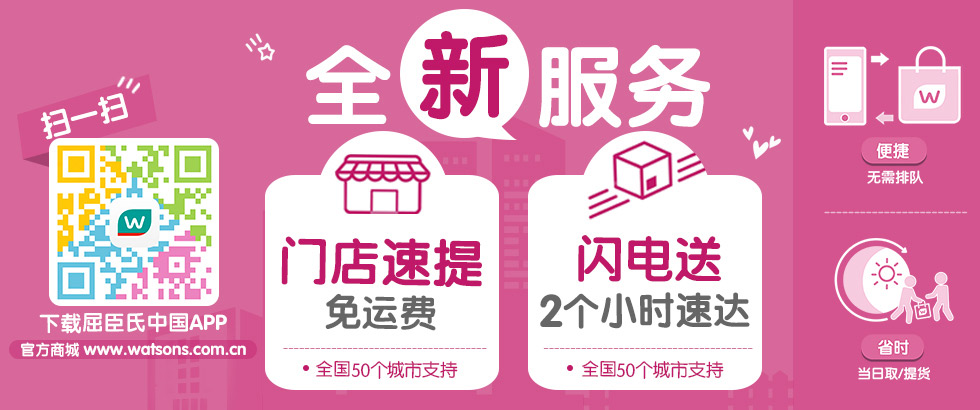 全新服务
扫一扫
W
下载屈臣氏中国APP
官方商城 www.watsons.com.cn
门店速提
免运费
• 全国50个城市支持
闪电送
2个小时速达
• 全国50个城市支持
W
便捷
无需排队
省时
当日取/提货